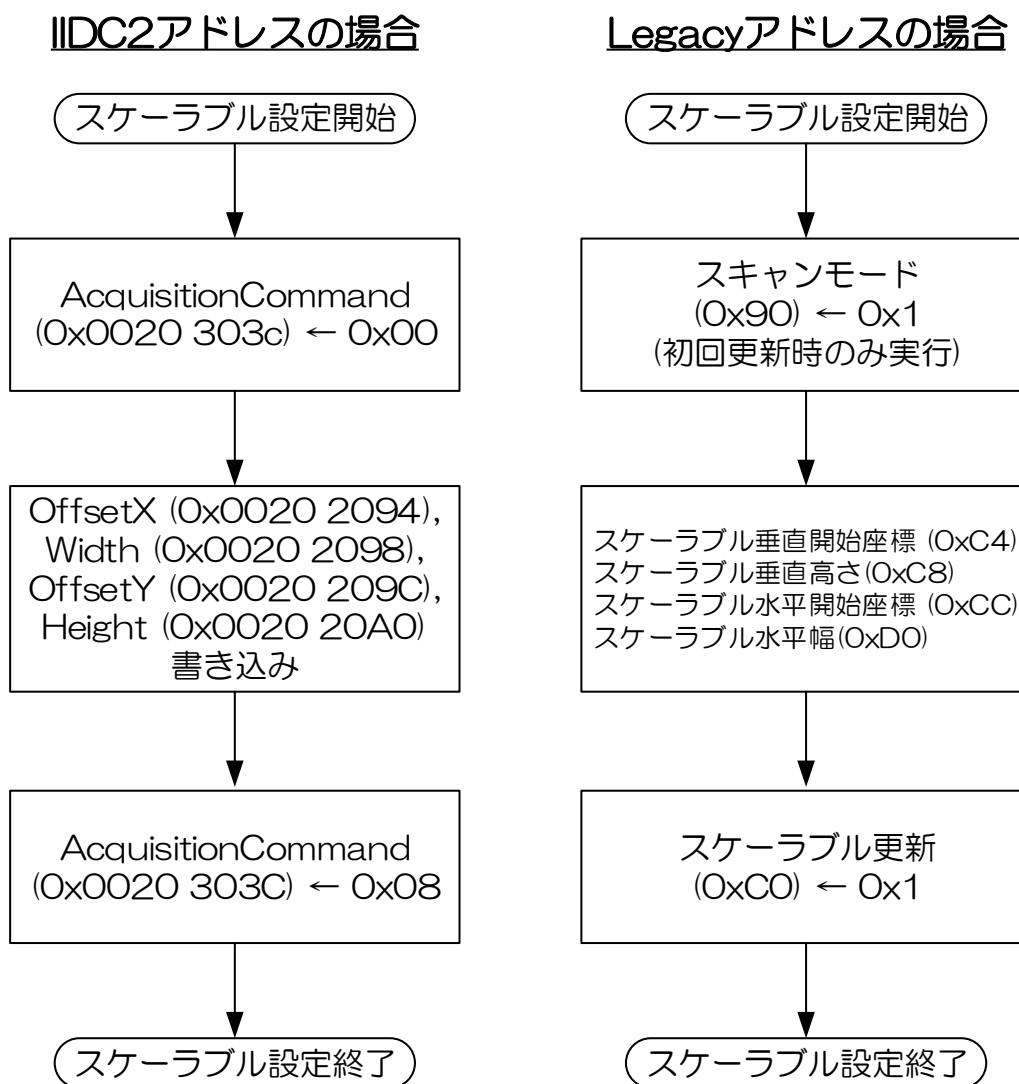 IIDC2アドレスの場合
スケーラブル設定開始
AcquisitionCommand
(0x0020 303c) ← 0x00
OffsetX (0x0020 2094),
Width (0x0020 2098),
OffsetY (0x0020 209C),
Height (0x0020 20A0)
書き込み
AcquisitionCommand
(0x0020 303C) ← 0x08
スケーラブル設定終了
Legacyアドレスの場合
スケーラブル設定開始
スキャンモード
(0x90) ← 0x1
(初回更新時のみ実行)
スケーラブル垂直開始座標 (0xC4)
スケーラブル垂直高さ(0xC8)
スケーラブル水平開始座標 (0xCC)
スケーラブル水平幅(0xD0)
スケーラブル更新
(0xC0) ← 0x1
スケーラブル設定終了